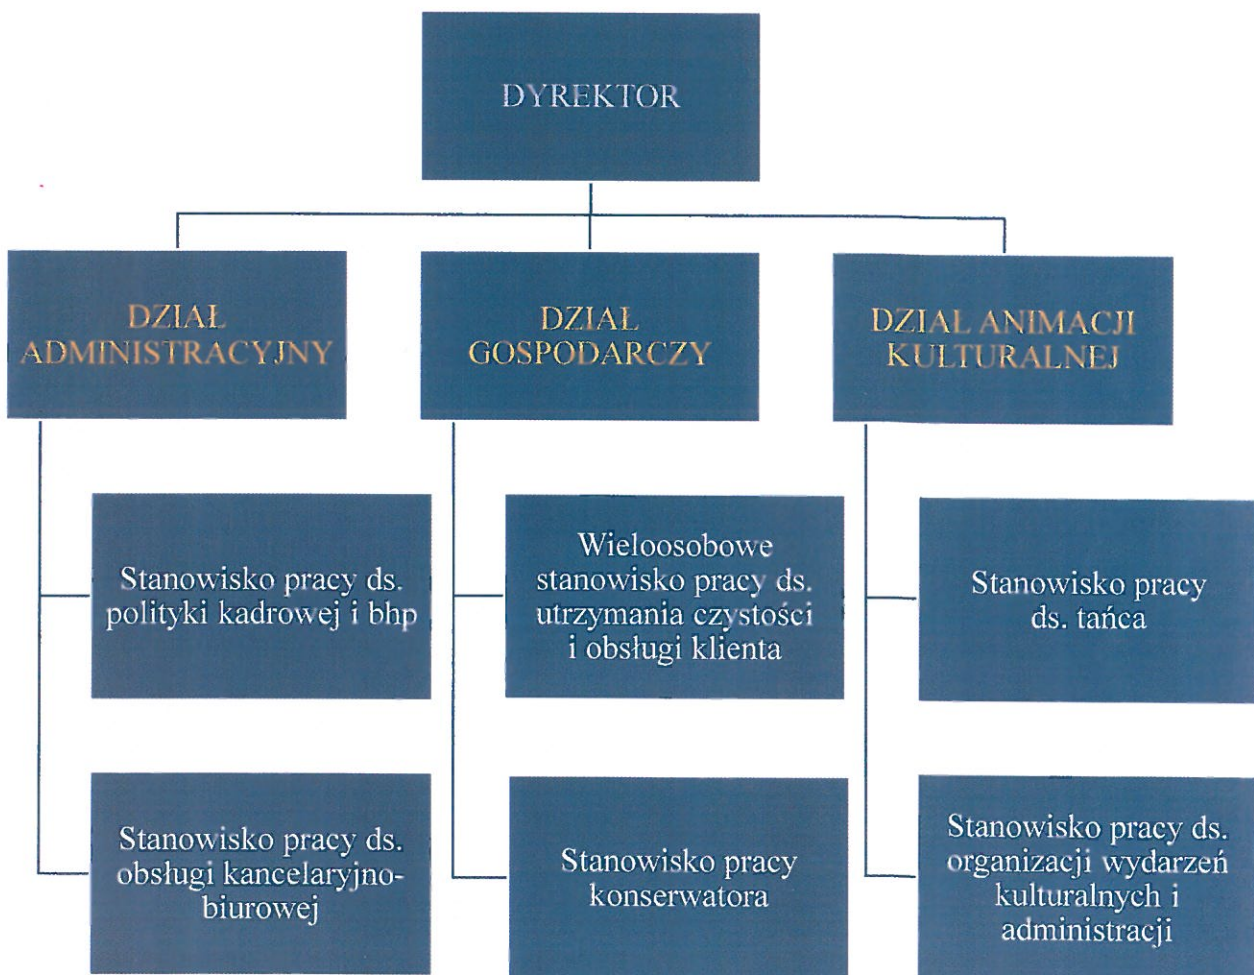 DYREKTOR
DZIAŁ
ADMINISTRACYJNY
DZIAŁ
GOSPODARCZY
DZIAŁ ANIMACJI
KULTURALNEJ
Stanowisko pracy ds.
polityki kadrowej i bhp
Wieloosobowe
stanowisko pracy ds.
utrzymania czystości
i obsługi klienta
Stanowisko pracy
ds. tańca
Stanowisko pracy ds.
obsługi kancelaryjno-
biurowej
Stanowisko pracy
konserwatora
Stanowisko pracy ds.
organizacji wydarzeń
kulturalnych i
administracji